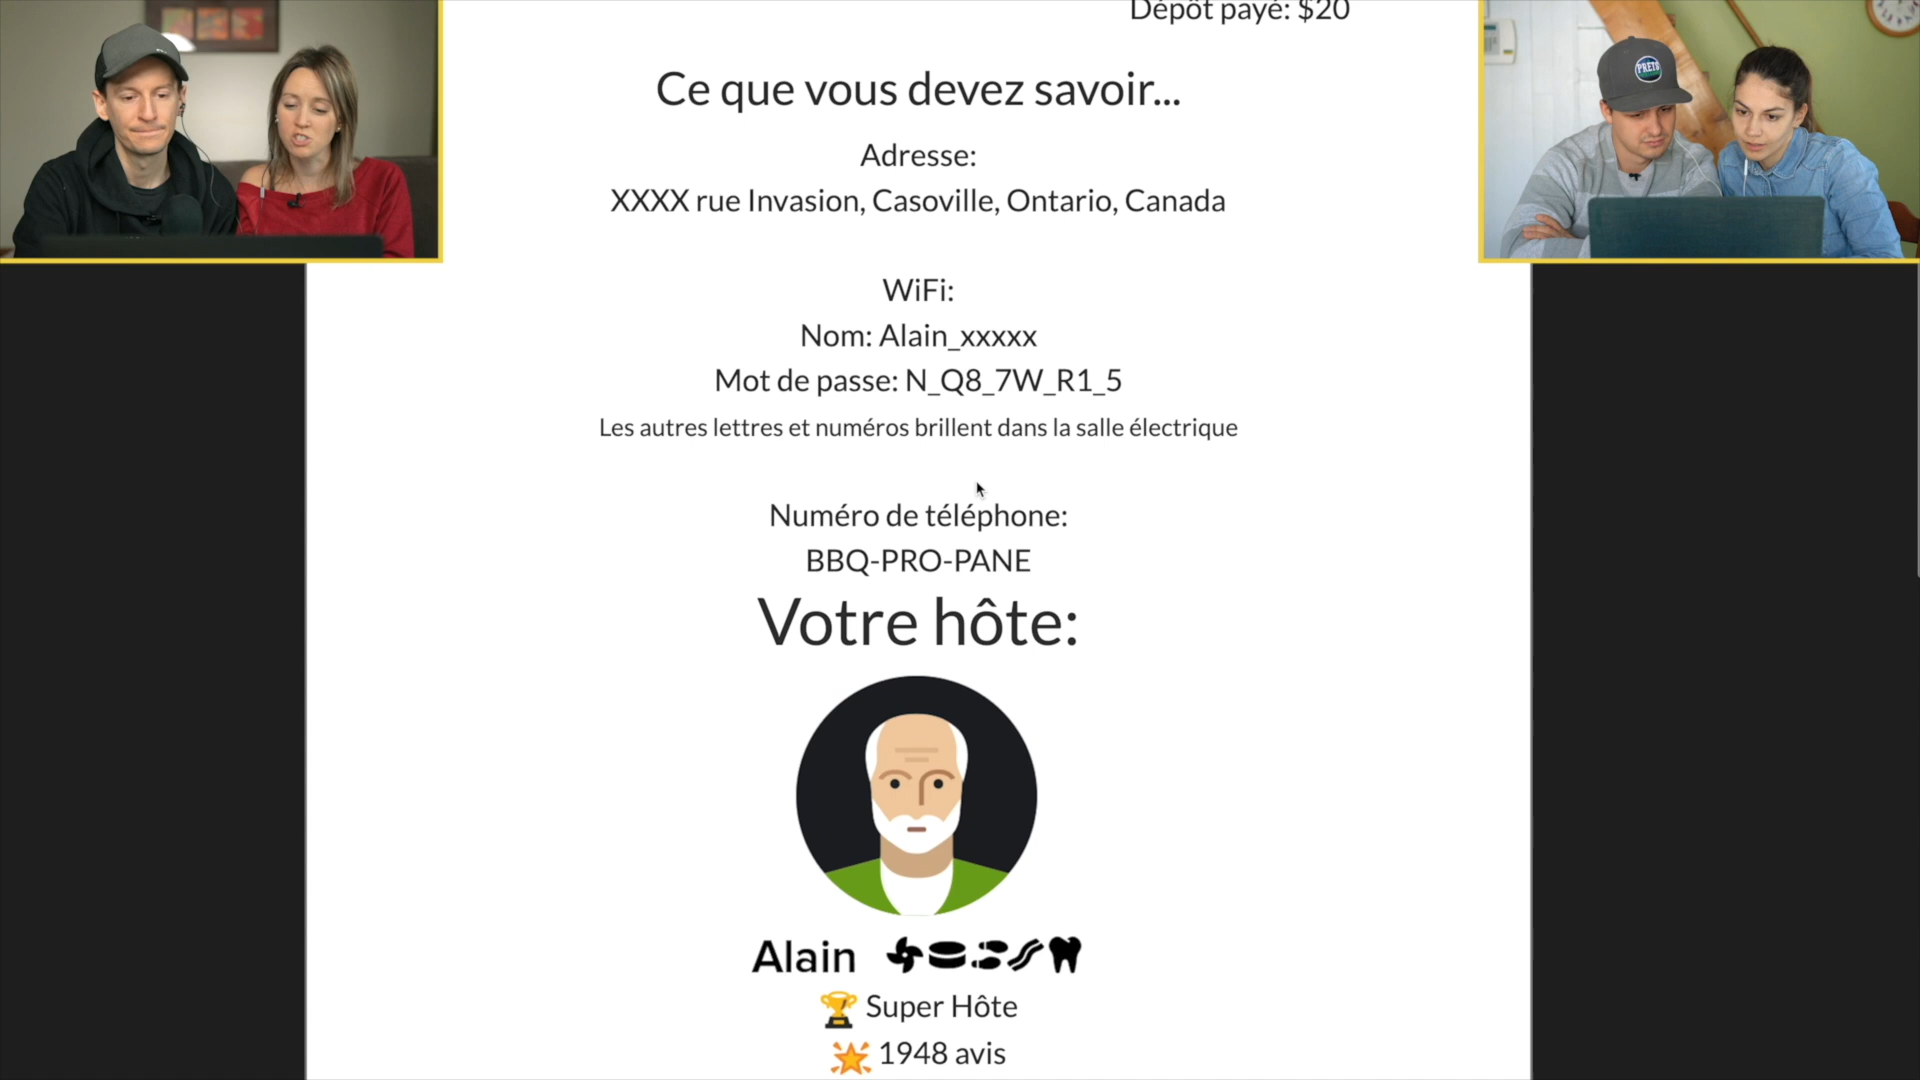 Dépôt payé: $20
Ce que vous devez savoir...
Adresse:
XXXX rue Invasion, Casoville, Ontario, Canada
WiFi:
Nom: Alain_xxxxx
Mot de passe: N_Q8_7W_R1_5
Les autres lettres et numéros brillent dans la salle électrique
Numéro de téléphone:
BBQ-PRO-PANE
Votre hôte:
Alain
Super Hôte
1948 avis
PRÊTS